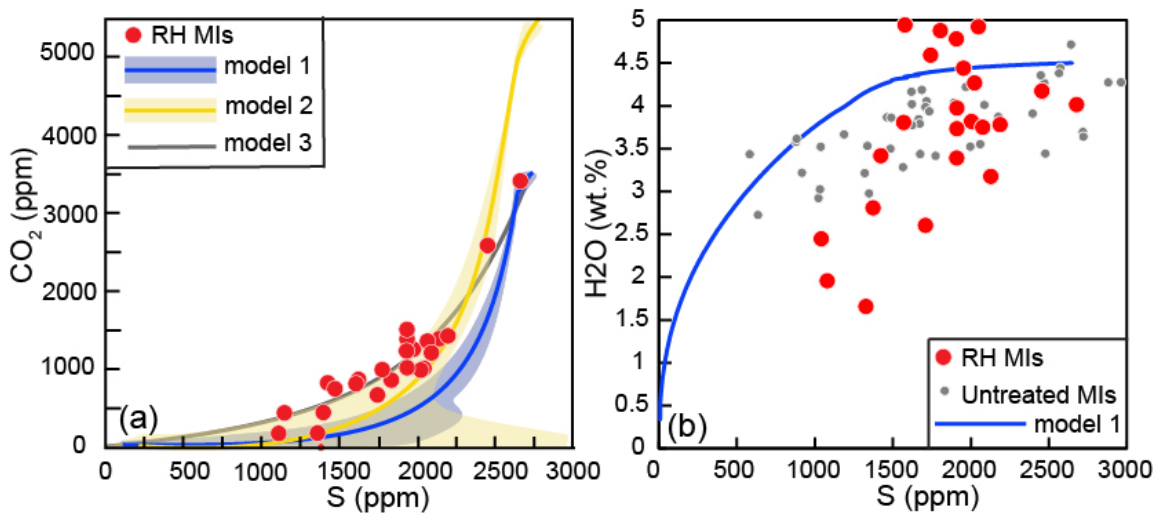 RH MIs
model 1
model 2
model 3
5000
4000
3000
2000
1000
0
CO₂ (ppm)
(a)
0 500 1000 1500 2000 2500 3000
S (ppm)
5
4.5
4
3.5
3
2.5
2
1.5
1
0.5
0
H2O (wt.%)
(b)
RH MIs
Untreated MIs
model 1
0 500 1000 1500 2000 2500 3000
S (ppm)